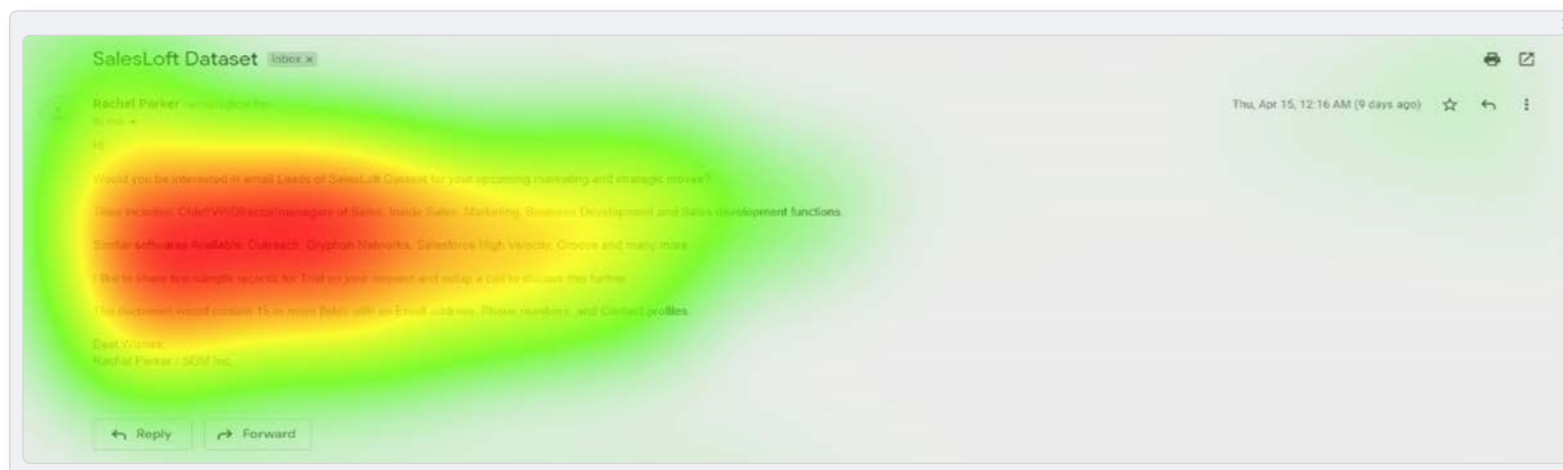 SalesLoft Dataset Inbox x
Rachel Parker
Thu, Apr 15, 12:16 AM (9 days ago)
to me
Hi
Would you be interested in email Leads of SalesLoft Dataset for your upcoming marketing and strategic moves?
Titles includes: Chief/VP/Director/managers of Sales, Inside Sales, Marketing, Business Development and Sales development functions.
Similar softwares Available: Outreach, Gryphon Networks, Salesforce High Velocity, Groove and many more
I like to share few sample records for Trial on your request and setup a call to discuss this further
The document would contain 15 or more fields with an Email address, Phone numbers, and Contact profiles.
Best Wishes,
Rachel Parker / SDM Inc.
Reply
Forward